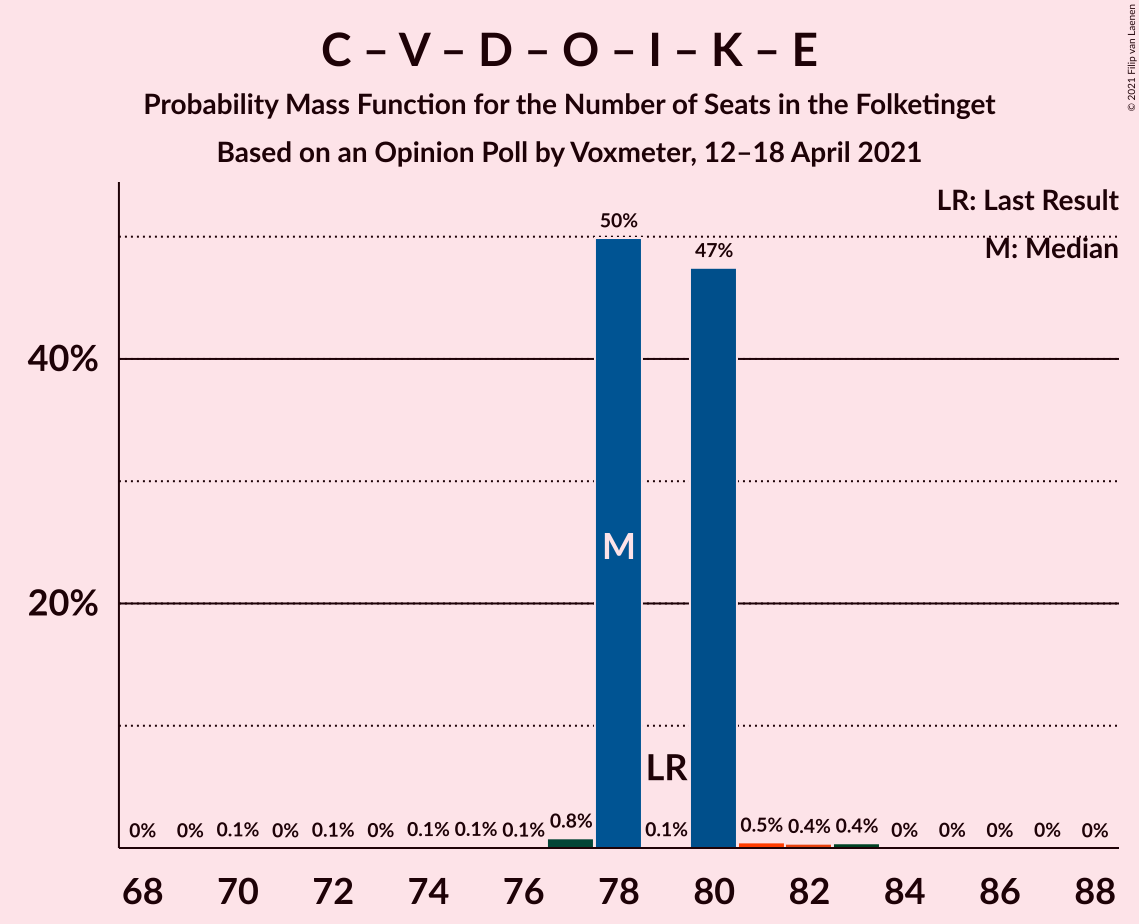 C – V – D – O – I – K – E
Probability Mass Function for the Number of Seats in the Folketinget
Based on an Opinion Poll by Voxmeter, 12–18 April 2021
© 2021 Filip van Laenen
LR: Last Result
M: Median
50%
47%
40%
M
20%
LR
0% 0% 0.1% 0% 0.1% 0% 0.1% 0.1% 0.1% 0.8% 0.1% 0.5% 0.4% 0.4% 0% 0% 0% 0% 0%
68 70 72 74 76 78 80 82 84 86 88